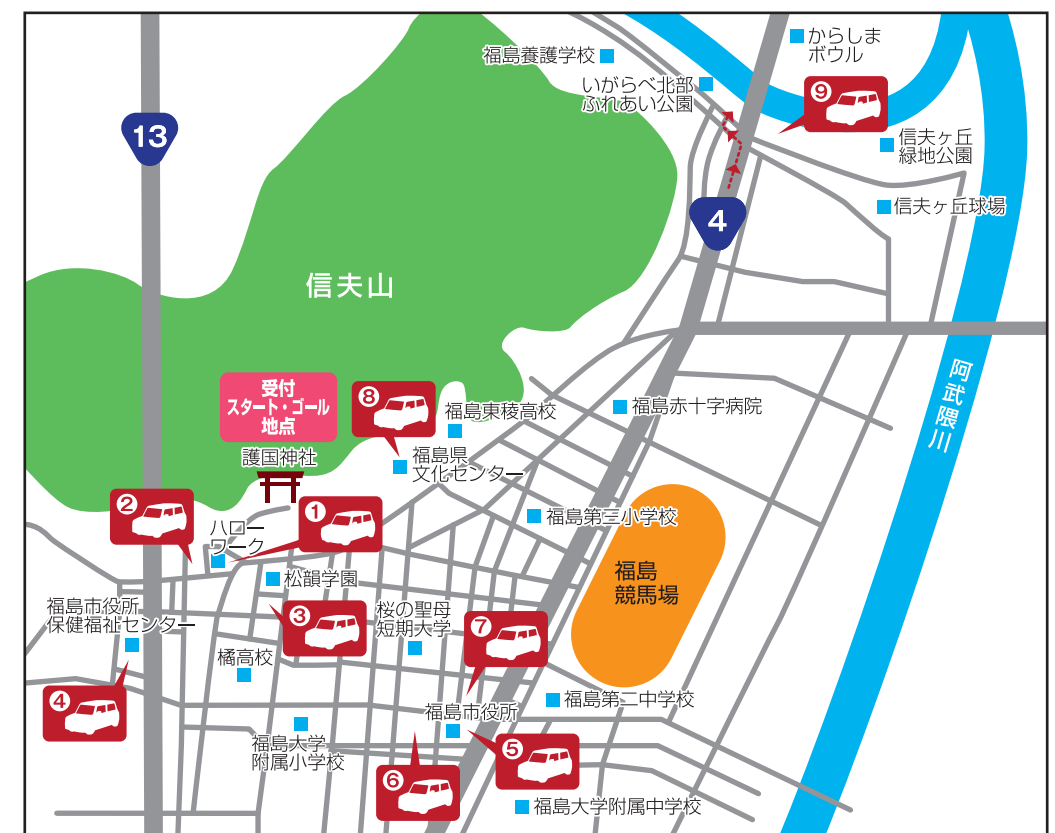 からしま
ボウル
福島養護学校
いがらべ北部
ふれあい公園
9
13
信夫ヶ丘
緑地公園
信夫ヶ丘球場
4
信夫山
阿武隈川
受付
スタート・ゴール
地点
8
福島東稜高校
福島赤十字病院
護国神社
福島県
文化センター
2
1
ハロー
ワーク
福島第三小学校
松韻学園
福島
競馬場
福島市役所
保健福祉センター
3
桜の聖母
短期大学
7
橘高校
4
福島第二中学校
福島市役所
福島大学
附属小学校
5
6
福島大学附属中学校